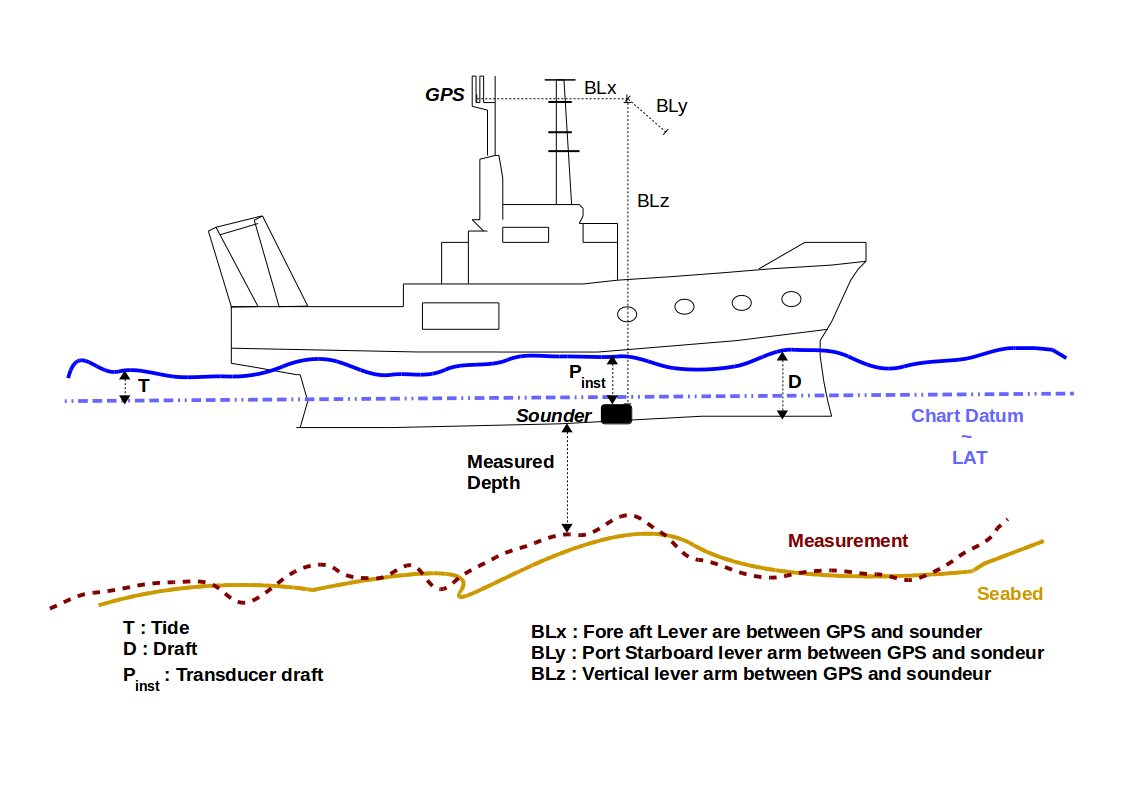 GPS
BLx
BLy
BLz
T
Pinst
D
Sounder
Chart Datum
~
LAT
Measured
Depth
Measurement
Seabed
T : Tide
D : Draft
Pinst : Transducer draft
BLx : Fore aft Lever are between GPS and sounder
BLy : Port Starboard lever arm between GPS and sondeur
BLz : Vertical lever arm between GPS and soundeur